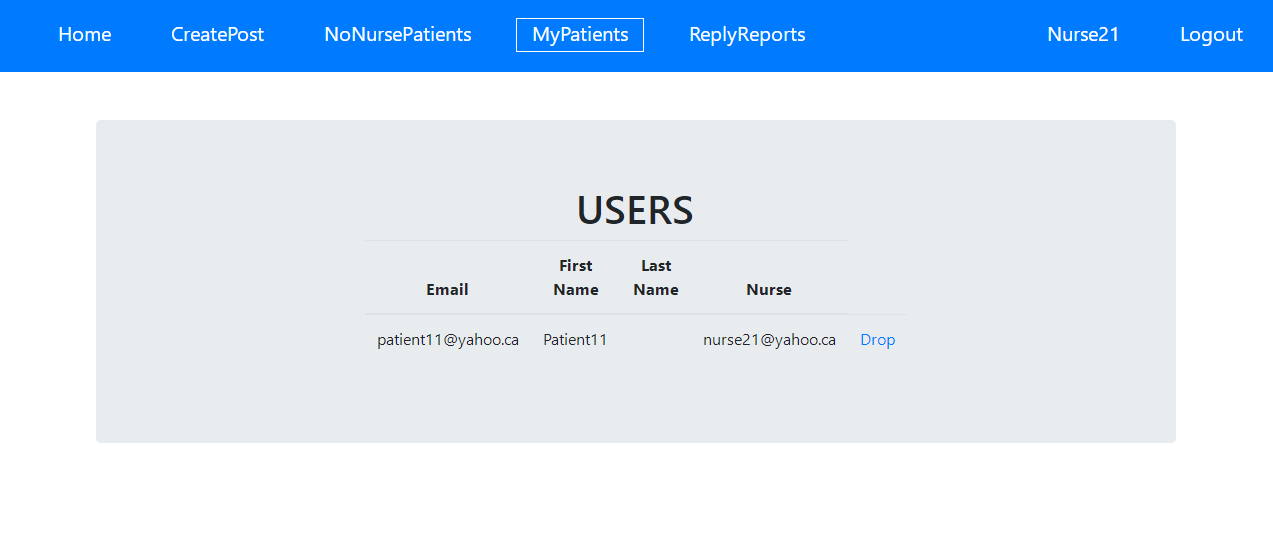 Home CreatePost NoNursePatients MyPatients ReplyReports Nurse21 Logout
USERS
Email First Name Last Name Nurse
patient11@yahoo.ca Patient11 nurse21@yahoo.ca Drop